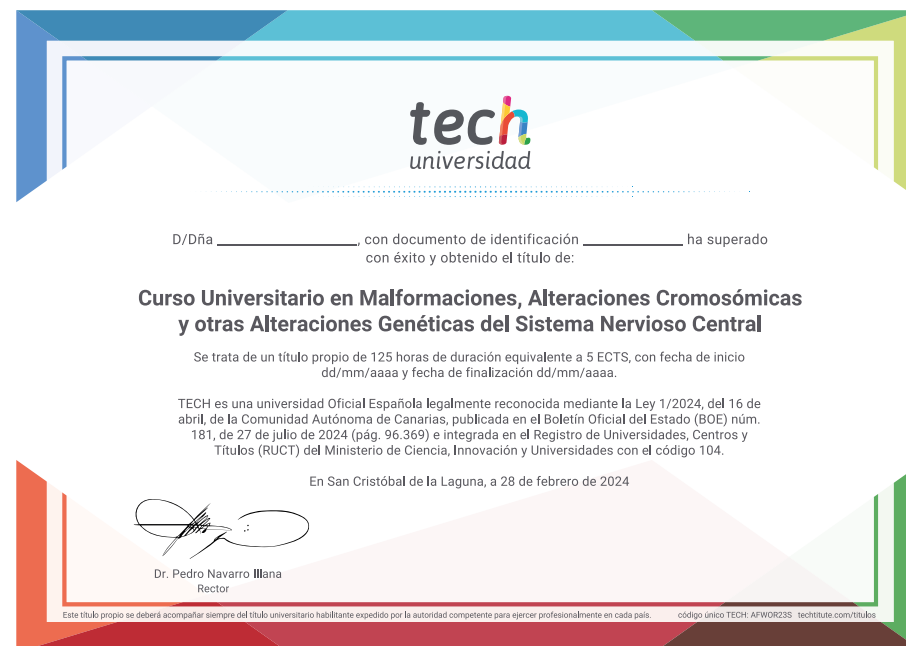 tech
universidad
D/Dña ____________________, con documento de identificación ______________ ha superado
con éxito y obtenido el título de:
Curso Universitario en Malformaciones, Alteraciones Cromosómicas
y otras Alteraciones Genéticas del Sistema Nervioso Central
Se trata de un título propio de 125 horas de duración equivalente a 5 ECTS, con fecha de inicio
dd/mm/aaaa y fecha de finalización dd/mm/aaaa.
TECH es una universidad Oficial Española legalmente reconocida mediante la Ley 1/2024, del 16 de
abril, de la Comunidad Autónoma de Canarias, publicada en el Boletín Oficial del Estado (BOE) núm.
181, de 27 de julio de 2024 (pág. 96.369) e integrada en el Registro de Universidades, Centros y
Títulos (RUCT) del Ministerio de Ciencia, Innovación y Universidades con el código 104.
En San Cristóbal de la Laguna, a 28 de febrero de 2024
Dr. Pedro Navarro Illana
Rector
Este título propio se deberá acompañar siempre del título universitario habilitante expedido por la autoridad competente para ejercer profesionalmente en cada país. código único TECH: AFWOR23S techtitute.com/titulos